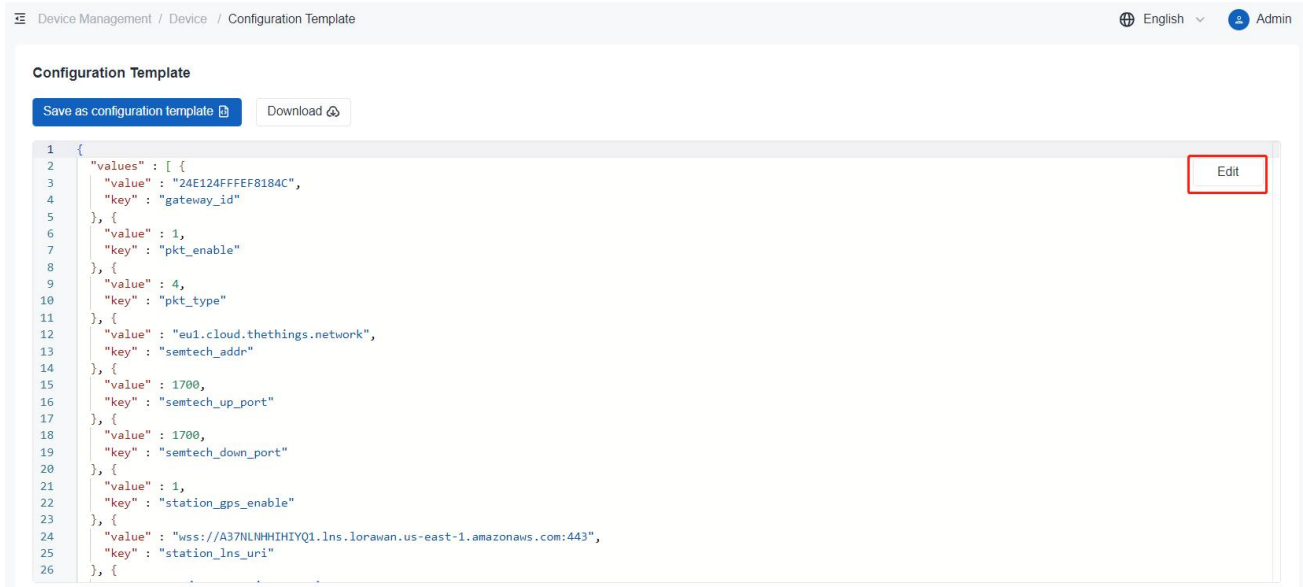 Device Management / Device / Configuration Template
English
Admin
Configuration Template
Save as configuration template
Download
Edit
1 {
2 "values" : [ {
3 "value" : "24E124FFFEF8184C",
4 "key" : "gateway_id"
5 }, {
6 "value" : 1,
7 "key" : "pkt_enable"
8 }, {
9 "value" : 4,
10 "key" : "pkt_type"
11 }, {
12 "value" : "eu1.cloud.thethings.network",
13 "key" : "semtech_addr"
14 }, {
15 "value" : 1700,
16 "key" : "semtech_up_port"
17 }, {
18 "value" : 1700,
19 "key" : "semtech_down_port"
20 }, {
21 "value" : 1,
22 "key" : "station_gps_enable"
23 }, {
24 "value" : "wss://A37NLNHHIHIYQ1.lns.lorawan.us-east-1.amazonaws.com:443",
25 "key" : "station_lns_uri"
26 }, {